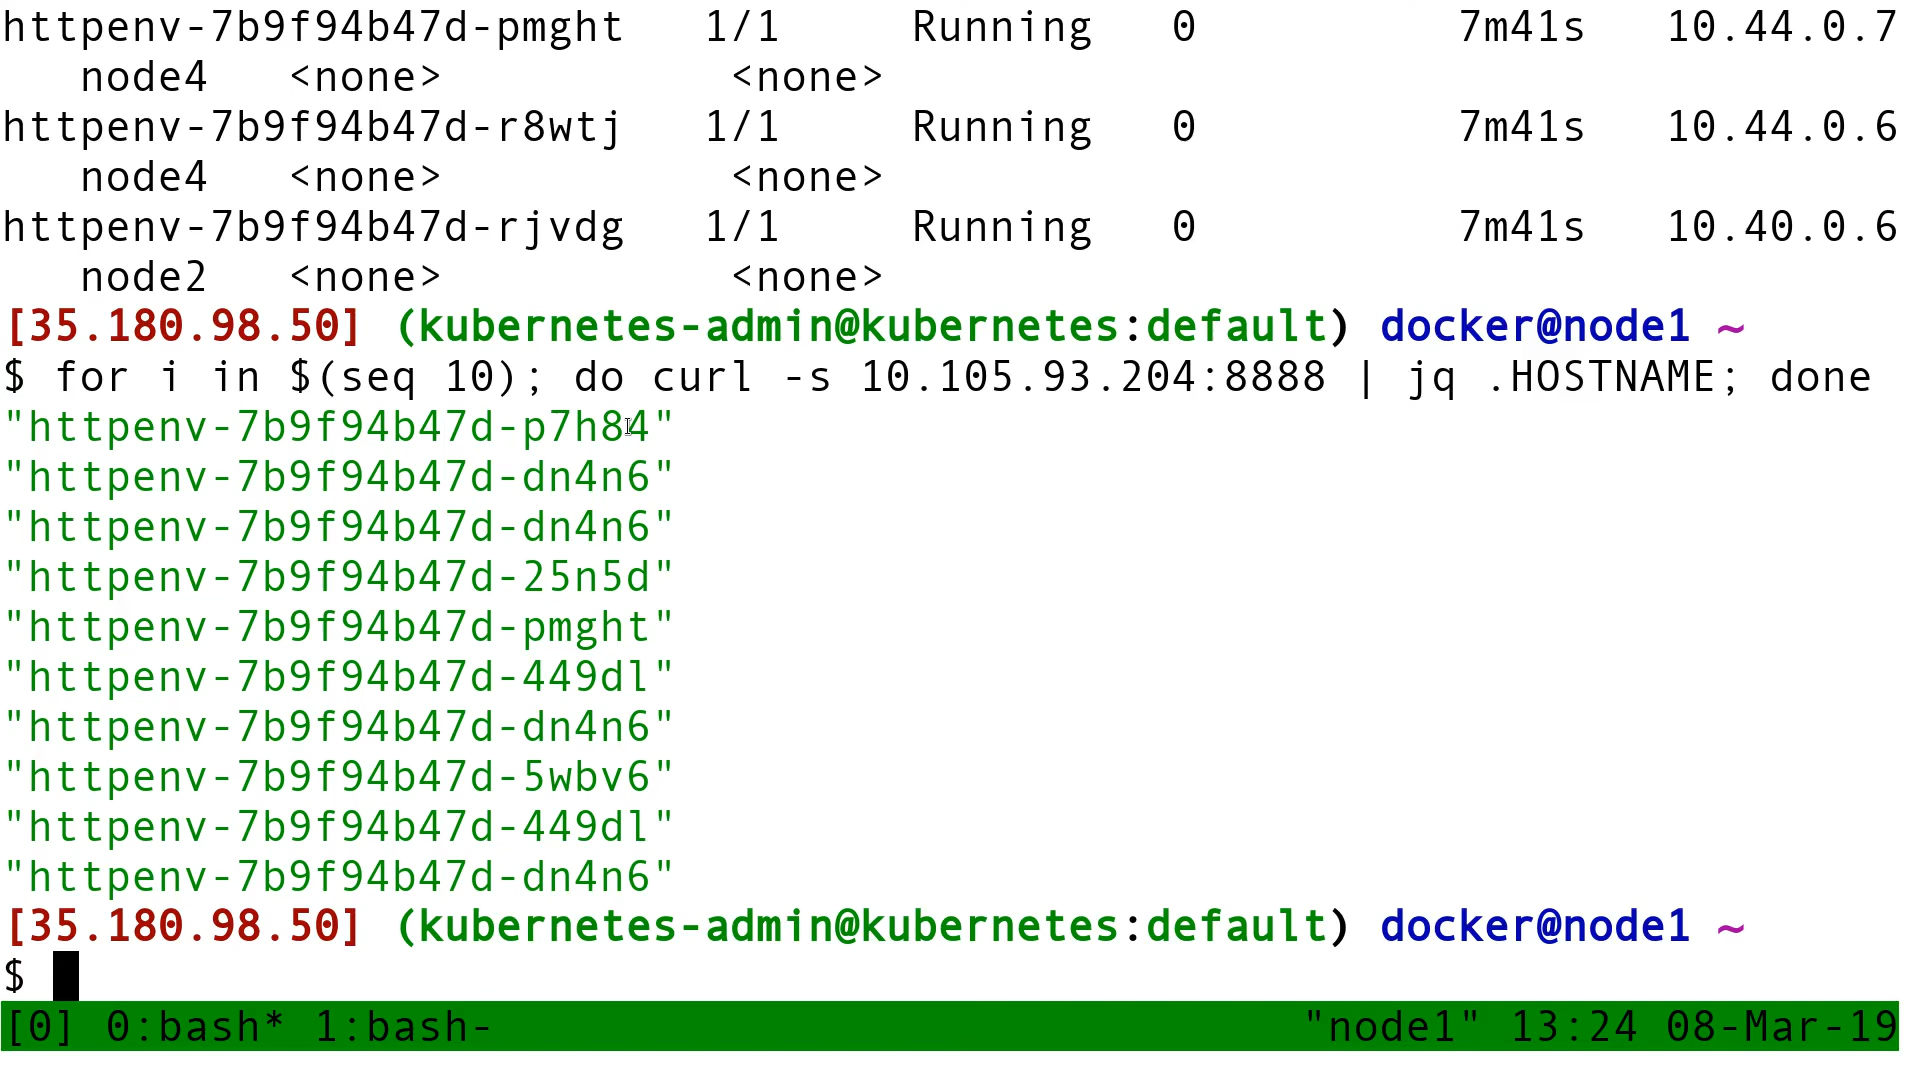 httpenv-7b9f94b47d-pmght   1/1     Running   0          7m41s   10.44.0.7
   node4   <none>           <none>
httpenv-7b9f94b47d-r8wtj   1/1     Running   0          7m41s   10.44.0.6
   node4   <none>           <none>
httpenv-7b9f94b47d-rjvdg   1/1     Running   0          7m41s   10.40.0.6
   node2   <none>           <none>
[35.180.98.50] (kubernetes-admin@kubernetes:default) docker@node1 ~
$ for i in $(seq 10); do curl -s 10.105.93.204:8888 | jq .HOSTNAME; done
"httpenv-7b9f94b47d-p7h84"
"httpenv-7b9f94b47d-dn4n6"
"httpenv-7b9f94b47d-dn4n6"
"httpenv-7b9f94b47d-25n5d"
"httpenv-7b9f94b47d-pmght"
"httpenv-7b9f94b47d-449dl"
"httpenv-7b9f94b47d-dn4n6"
"httpenv-7b9f94b47d-5wbv6"
"httpenv-7b9f94b47d-449dl"
"httpenv-7b9f94b47d-dn4n6"
[35.180.98.50] (kubernetes-admin@kubernetes:default) docker@node1 ~
$
[0] 0:bash* 1:bash- "node1" 13:24 08-Mar-19